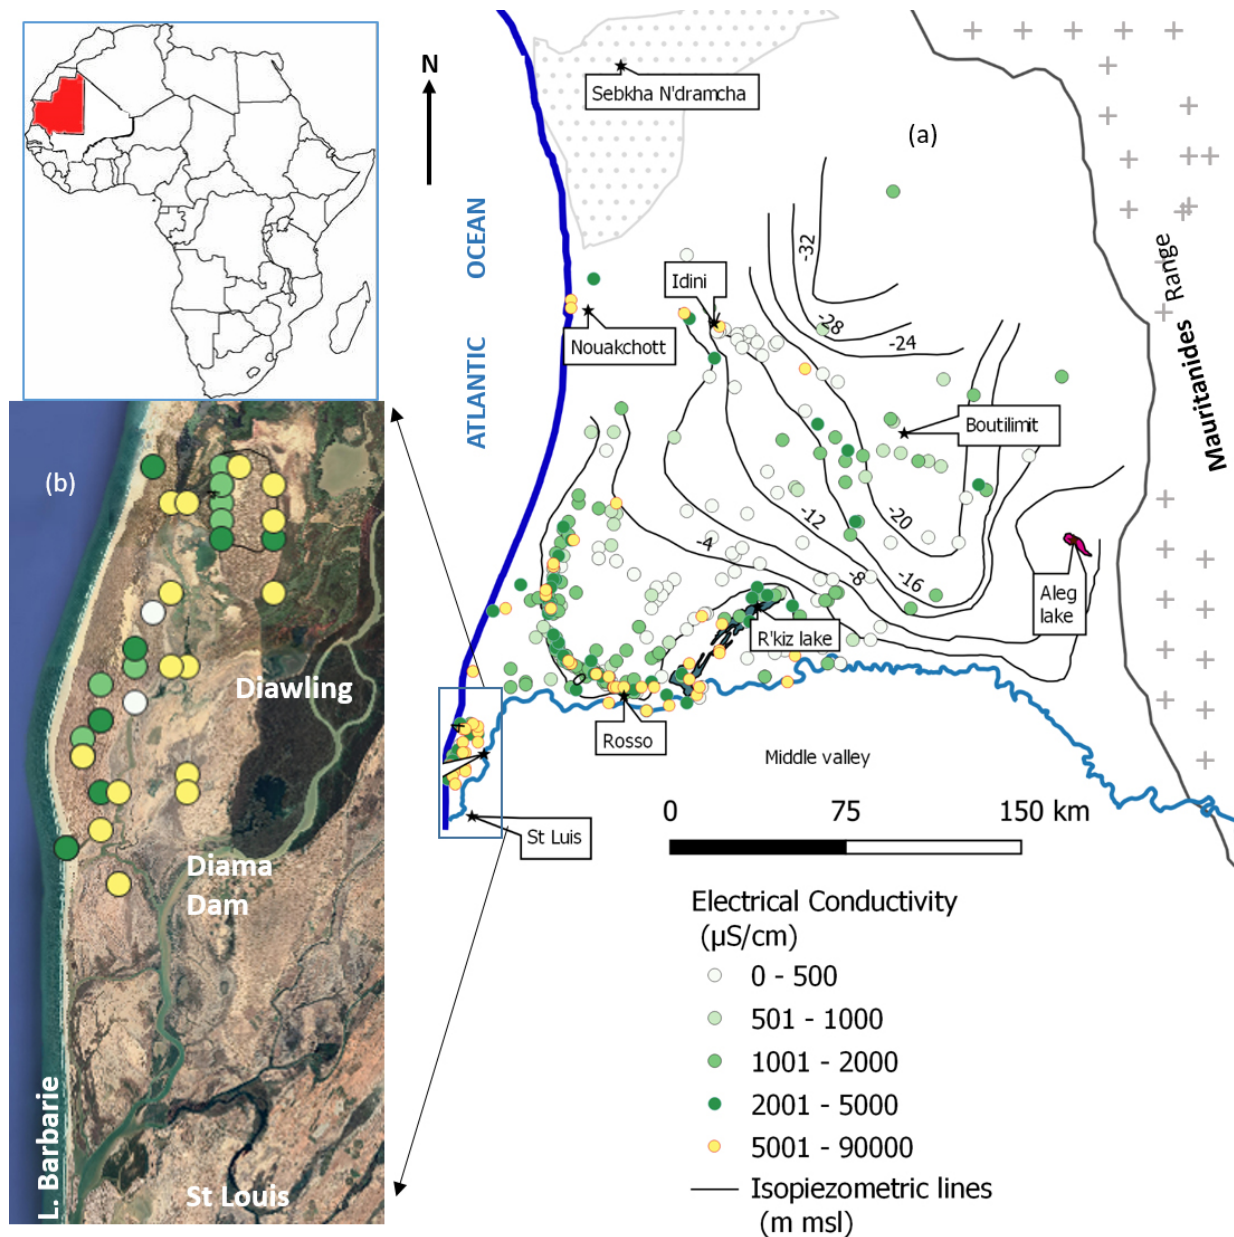 N
Sebkha N'dramcha
(a)
ATLANTIC OCEAN
Idini
Nouakchott
-32
-28
-24
Boutilimit
Mauritanides Range
-20
-12
-16
-4
-8
Aleg
lake
R'kiz lake
0
Rosso
Middle valley
St Luis
0 75 150 km
Electrical Conductivity
(µS/cm)
0 - 500
501 - 1000
1001 - 2000
2001 - 5000
5001 - 90000
Isopiezometric lines
(m msl)
(b)
Diawling
Diama
Dam
L. Barbarie
St Louis